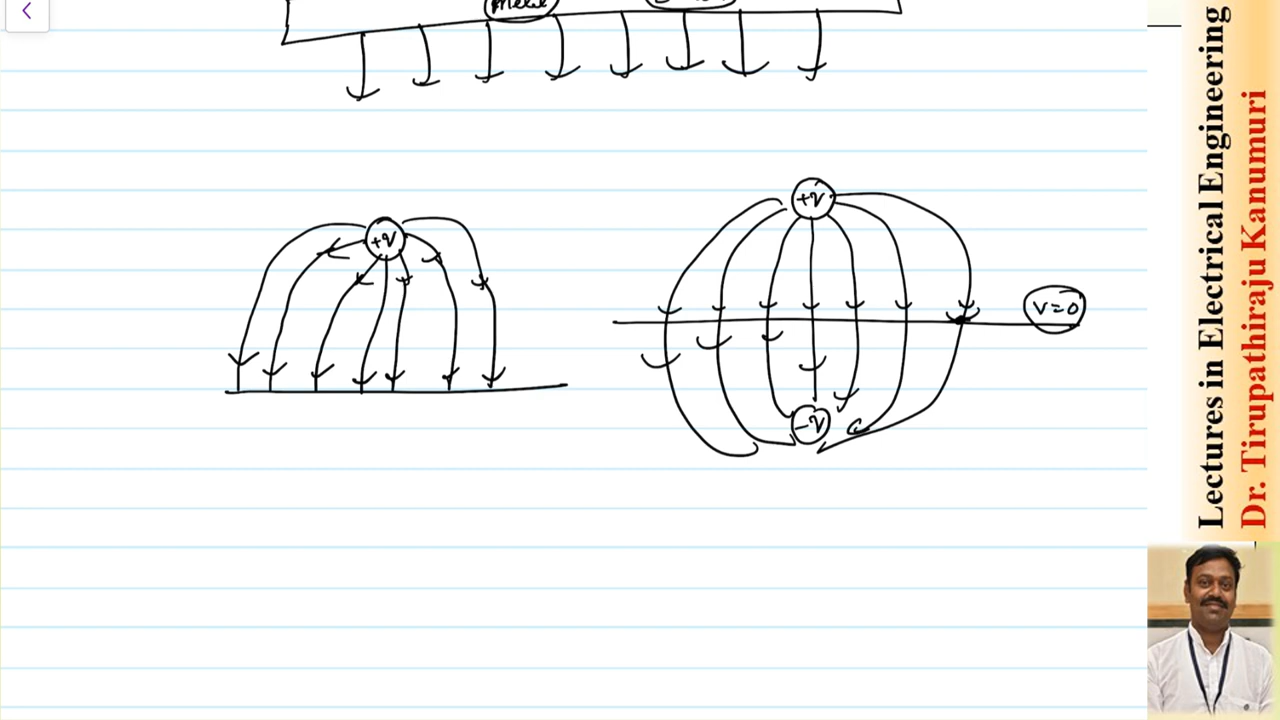 +q
+q
V=0
-q
Lectures in Electrical Engineering
Dr. Tirupathiraju Kanumuri